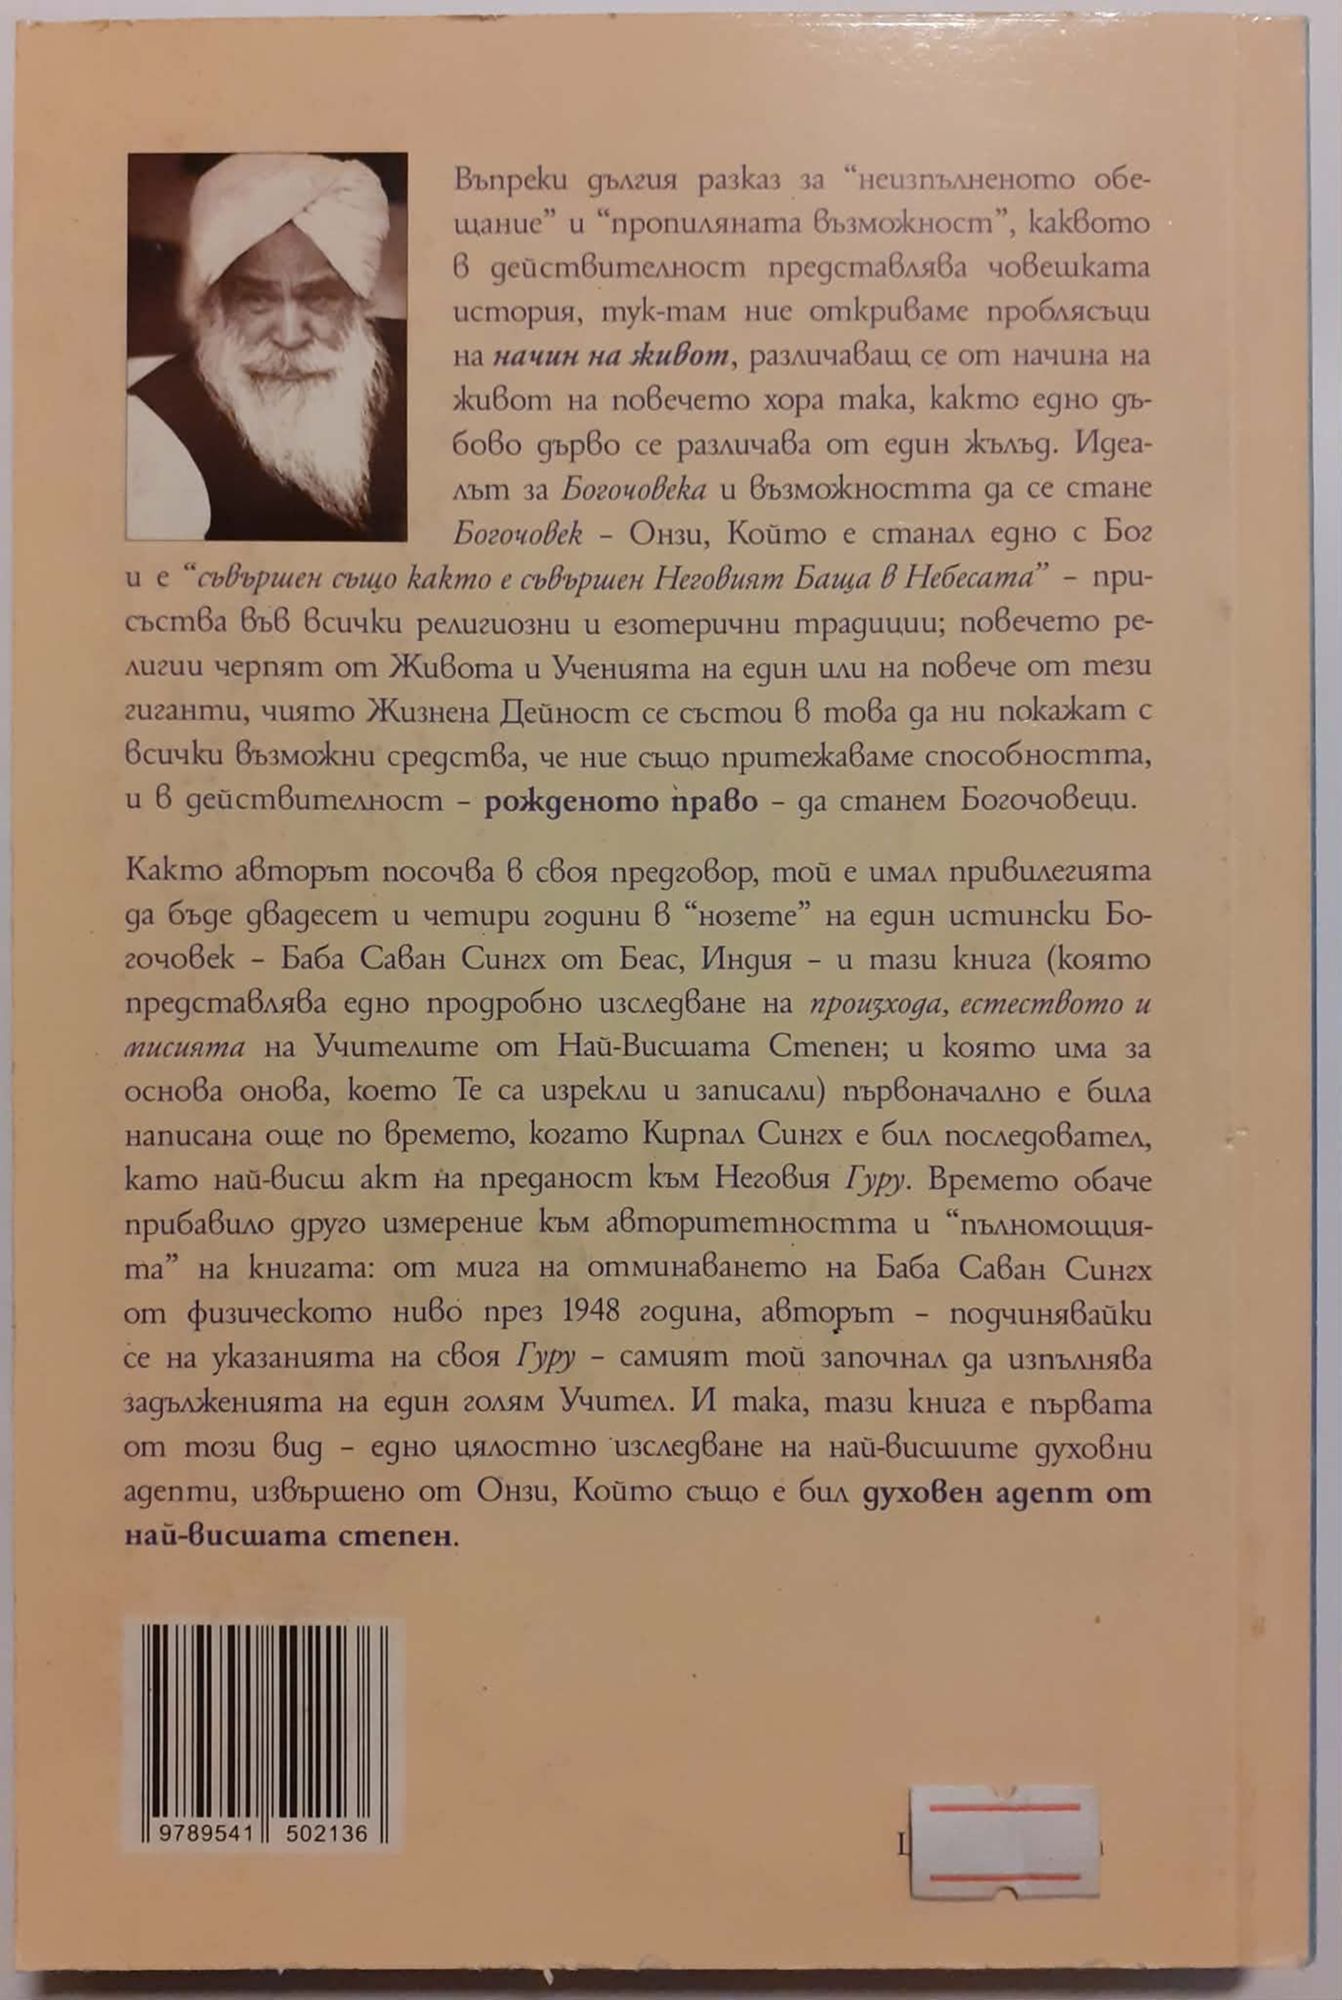 Въпреки дългия разказ за “неизпълненото обе-
щание” и “пропиляната възможност”, каквото
в действителност представлява човешката
история, тук-там ние откриваме проблясъци
на начин на живот, различаващ се от начина на
живот на повечето хора така, както едно дъ-
бово дърво се различава от един жълъд. Идеа-
лът за Богочовека и възможността да се стане
Богочовек – Онзи, Който е станал едно с Бог
и е “съвършен също както е съвършен Неговият Баща в Небесата” – при-
съства във всички религиозни и езотерични традиции; повечето ре-
лигии черпят от Живота и Ученията на един или на повече от тези
гиганти, чиято Жизнена Дейност се състои в това да ни покажат с
всички възможни средства, че ние също притежаваме способността,
и в действителност – рожденото право – да станем Богочовеци.
Както авторът посочва в своя предговор, той е имал привилегията
да бъде двадесет и четири години в “нозете” на един истински Бо-
гочовек – Баба Саван Сингх от Беас, Индия – и тази книга (която
представлява едно продробно изследване на произхода, естеството и
мисията на Учителите от Най-Висшата Степен; и която има за
основа онова, което Те са изрекли и записали) първоначално е била
написана още по времето, когато Кирпал Сингх е бил последовател,
като най-висш акт на преданост към Неговия Гуру. Времето обаче
прибавило друго измерение към авторитетността и “пълномощия-
та” на книгата: от мига на отминаването на Баба Саван Сингх
от физическото ниво през 1948 година, авторът – подчинявайки
се на указанията на своя Гуру – самият той започнал да изпълнява
задълженията на един голям Учител. И така, тази книга е първата
от този вид – едно цялостно изследване на най-висшите духовни
адепти, извършено от Онзи, Който също е бил духовен адепт от
най-висшата степен.
9789541 502136